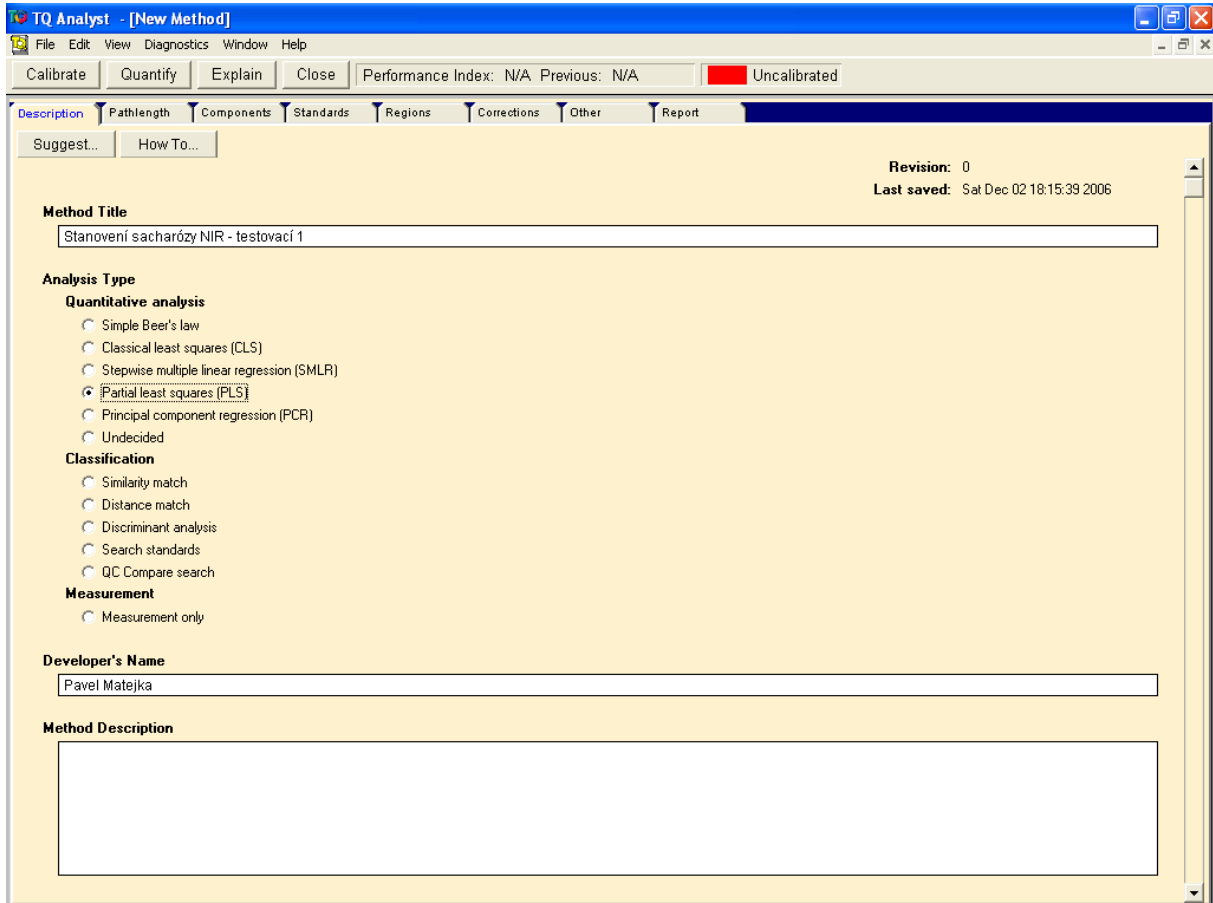 TQ Analyst - [New Method]
File Edit View Diagnostics Window Help
Calibrate Quantify Explain Close Performance Index: N/A Previous: N/A Uncalibrated
Description Pathlength Components Standards Regions Corrections Other Report
Suggest... How To...
Revision: 0
Last saved: Sat Dec 02 18:15:39 2006
Method Title
Stanovení sacharózy NIR - testovací 1
Analysis Type
Quantitative analysis
Simple Beer's law
Classical least squares (CLS)
Stepwise multiple linear regression (SMLR)
Partial least squares (PLS)
Principal component regression (PCR)
Undecided
Classification
Similarity match
Distance match
Discriminant analysis
Search standards
QC Compare search
Measurement
Measurement only
Developer's Name
Pavel Matejka
Method Description